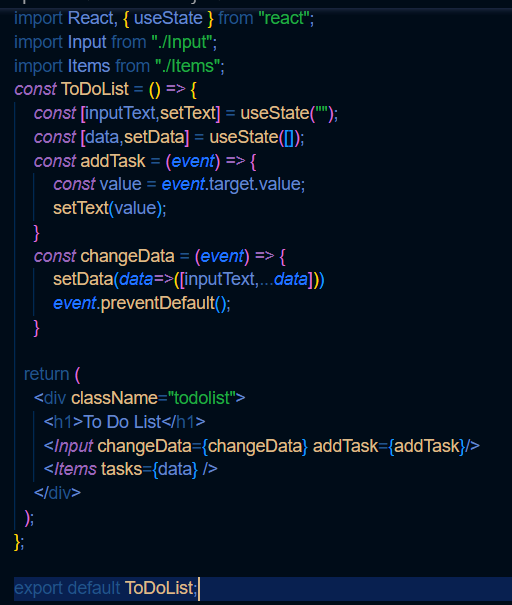 import React, { useState } from "react";
import Input from "./Input";
import Items from "./Items";
const ToDoList = () => {
const [inputText,setText] = useState("");
const [data,setData] = useState([]);
const addTask = (event) => {
const value = event.target.value;
setText(value);
}
const changeData = (event) => {
setData(data=>([inputText,...data]))
event.preventDefault();
}
return (
<div className="todolist">
<h1>To Do List</h1>
<Input changeData={changeData} addTask={addTask}/>
<Items tasks={data} />
</div>
);
};
export default ToDoList;